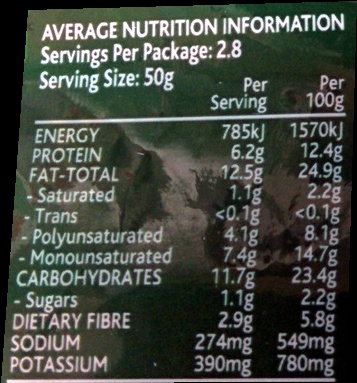 AVERAGE NUTRITION INFORMATION
Servings Per Package: 2.8
Serving Size: 50g
Per Serving Per 100g
ENERGY 785kJ 1570kJ
PROTEIN 6.2g 12.4g
FAT-TOTAL 12.5g 24.9g
- Saturated 1.1g 2.2g
- Trans <0.1g <0.1g
- Polyunsaturated 4.1g 8.1g
- Monounsaturated 7.4g 14.7g
CARBOHYDRATES 11.7g 23.4g
- Sugars 1.1g 2.2g
DIETARY FIBRE 2.9g 5.8g
SODIUM 274mg 549mg
POTASSIUM 390mg 780mg